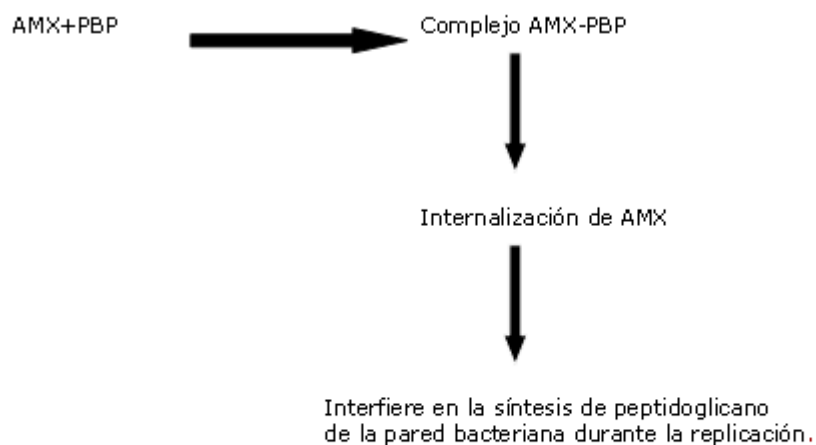 AMX+PBP
Complejo AMX-PBP
Internalización de AMX
Interfiere en la síntesis de peptidoglicano
de la pared bacteriana durante la replicación.